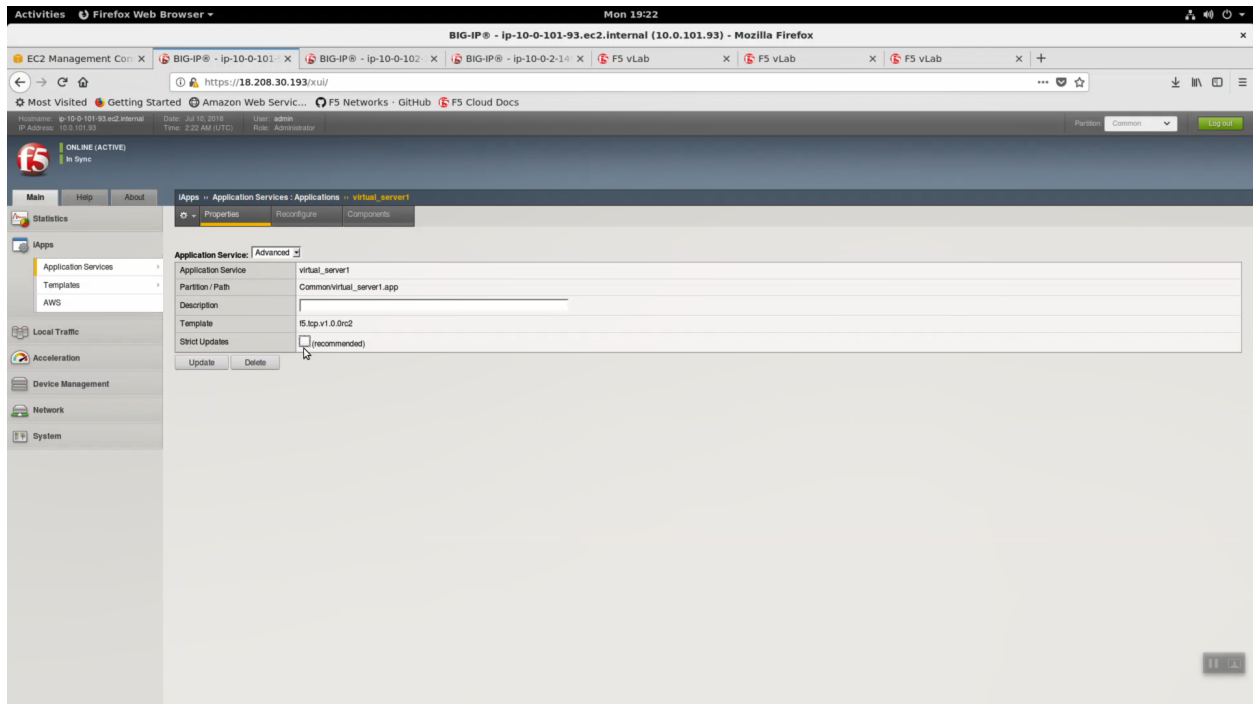 Activities Firefox Web Browser Mon 19:22
BIG-IP® - ip-10-0-101-93.ec2.internal (10.0.101.93) - Mozilla Firefox
EC2 Management Con BIG-IP® - ip-10-0-101- BIG-IP® - ip-10-0-102- BIG-IP® - ip-10-0-2-14 F5 vLab F5 vLab F5 vLab
https://18.208.30.193/xui/
Most Visited Getting Started Amazon Web Servic... F5 Networks · GitHub F5 Cloud Docs
Hostname: ip-10-0-101-93.ec2.internal Date: Jul 10, 2018 User: admin
IP Address: 10.0.101.93 Time: 2:22 AM (UTC) Role: Administrator
Partition: Common Log out
f5
ONLINE (ACTIVE)
In Sync
Main Help About
iApps ›› Application Services : Applications ›› virtual_server1
Statistics
Properties Reconfigure Components
iApps
Application Services
Templates
AWS
Local Traffic
Acceleration
Device Management
Network
System
Application Service: Advanced
Application Service virtual_server1
Partition / Path Common/virtual_server1.app
Description
Template f5.tcp.v1.0.0rc2
Strict Updates (recommended)
Update Delete